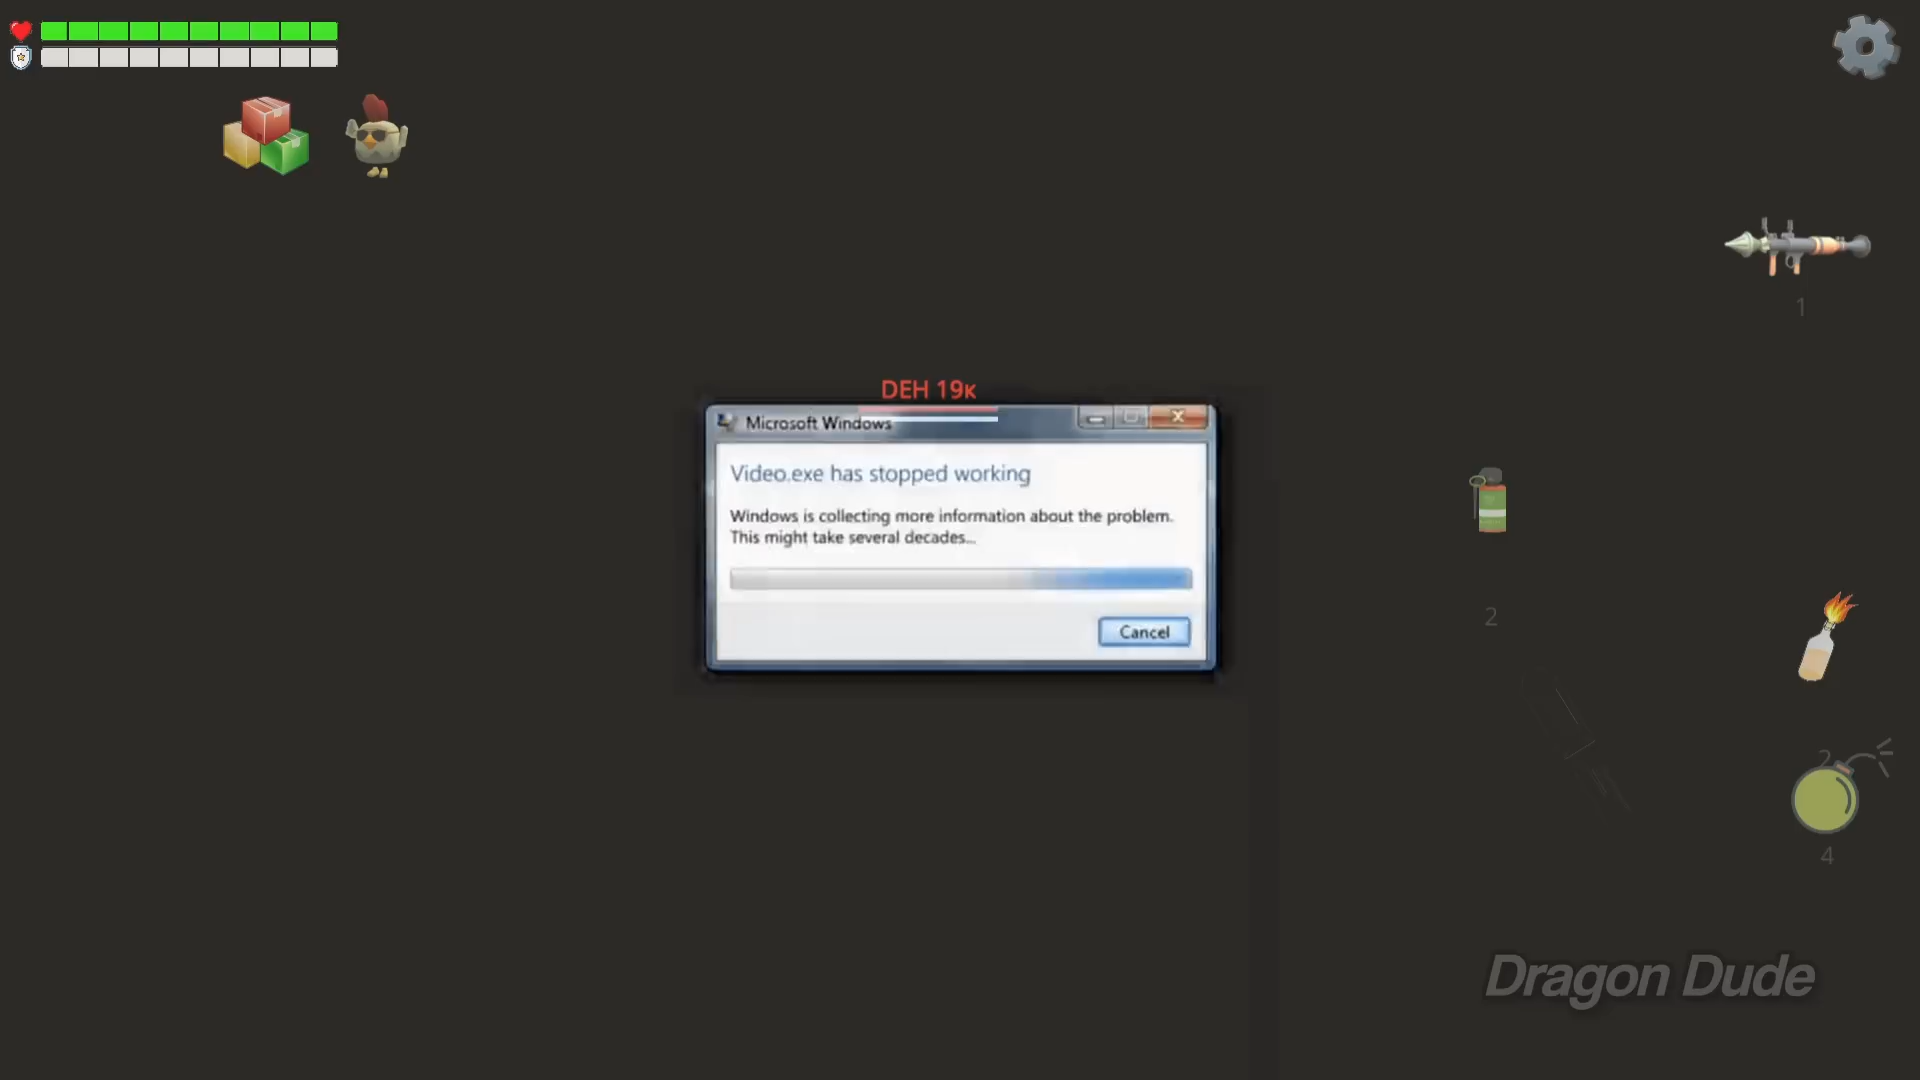 1
DEH 19к
Microsoft Windows
Video.exe has stopped working
Windows is collecting more information about the problem.
This might take several decades...
Cancel
2
2
4
Dragon Dude